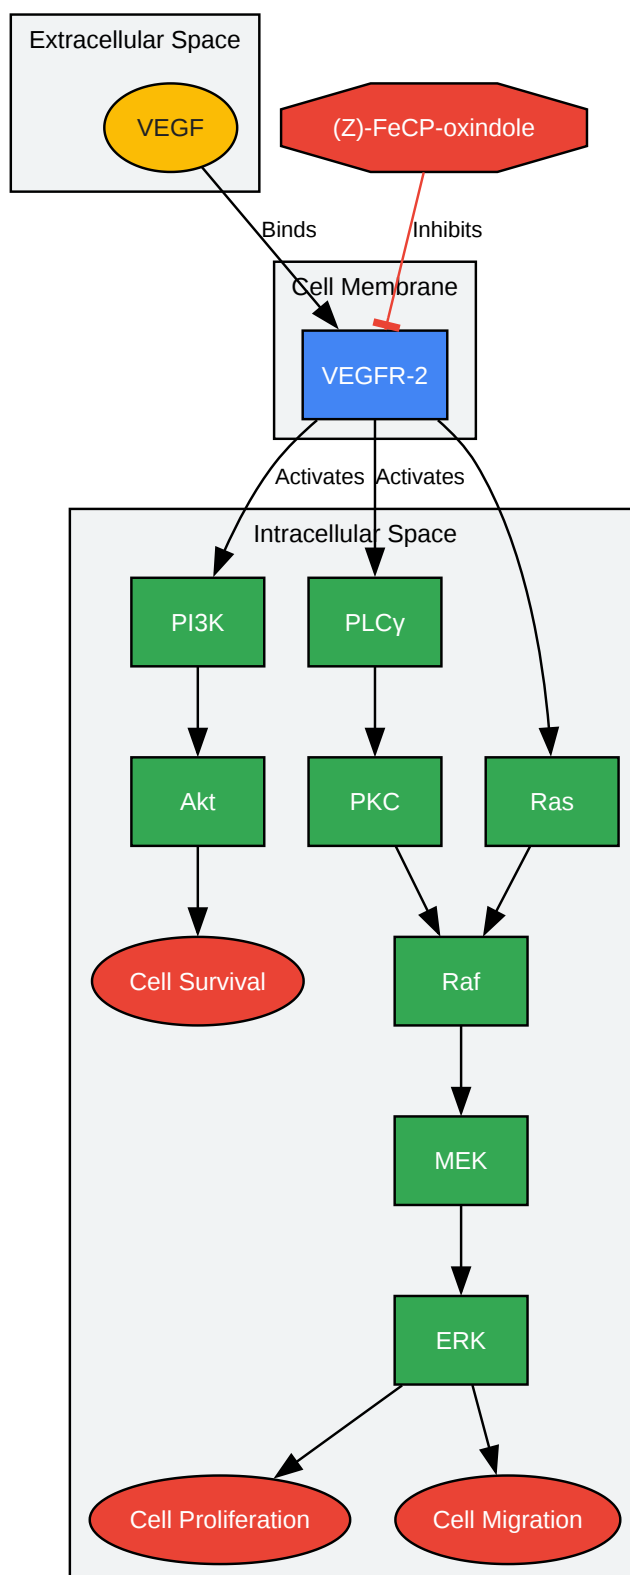 Extracellular Space
VEGF
(Z)-FeCP-oxindole
Binds
Inhibits
Cell Membrane
VEGFR-2
Activates
Activates
Intracellular Space
PI3K
PLCγ
Akt
PKC
Ras
Cell Survival
Raf
MEK
ERK
Cell Proliferation
Cell Migration